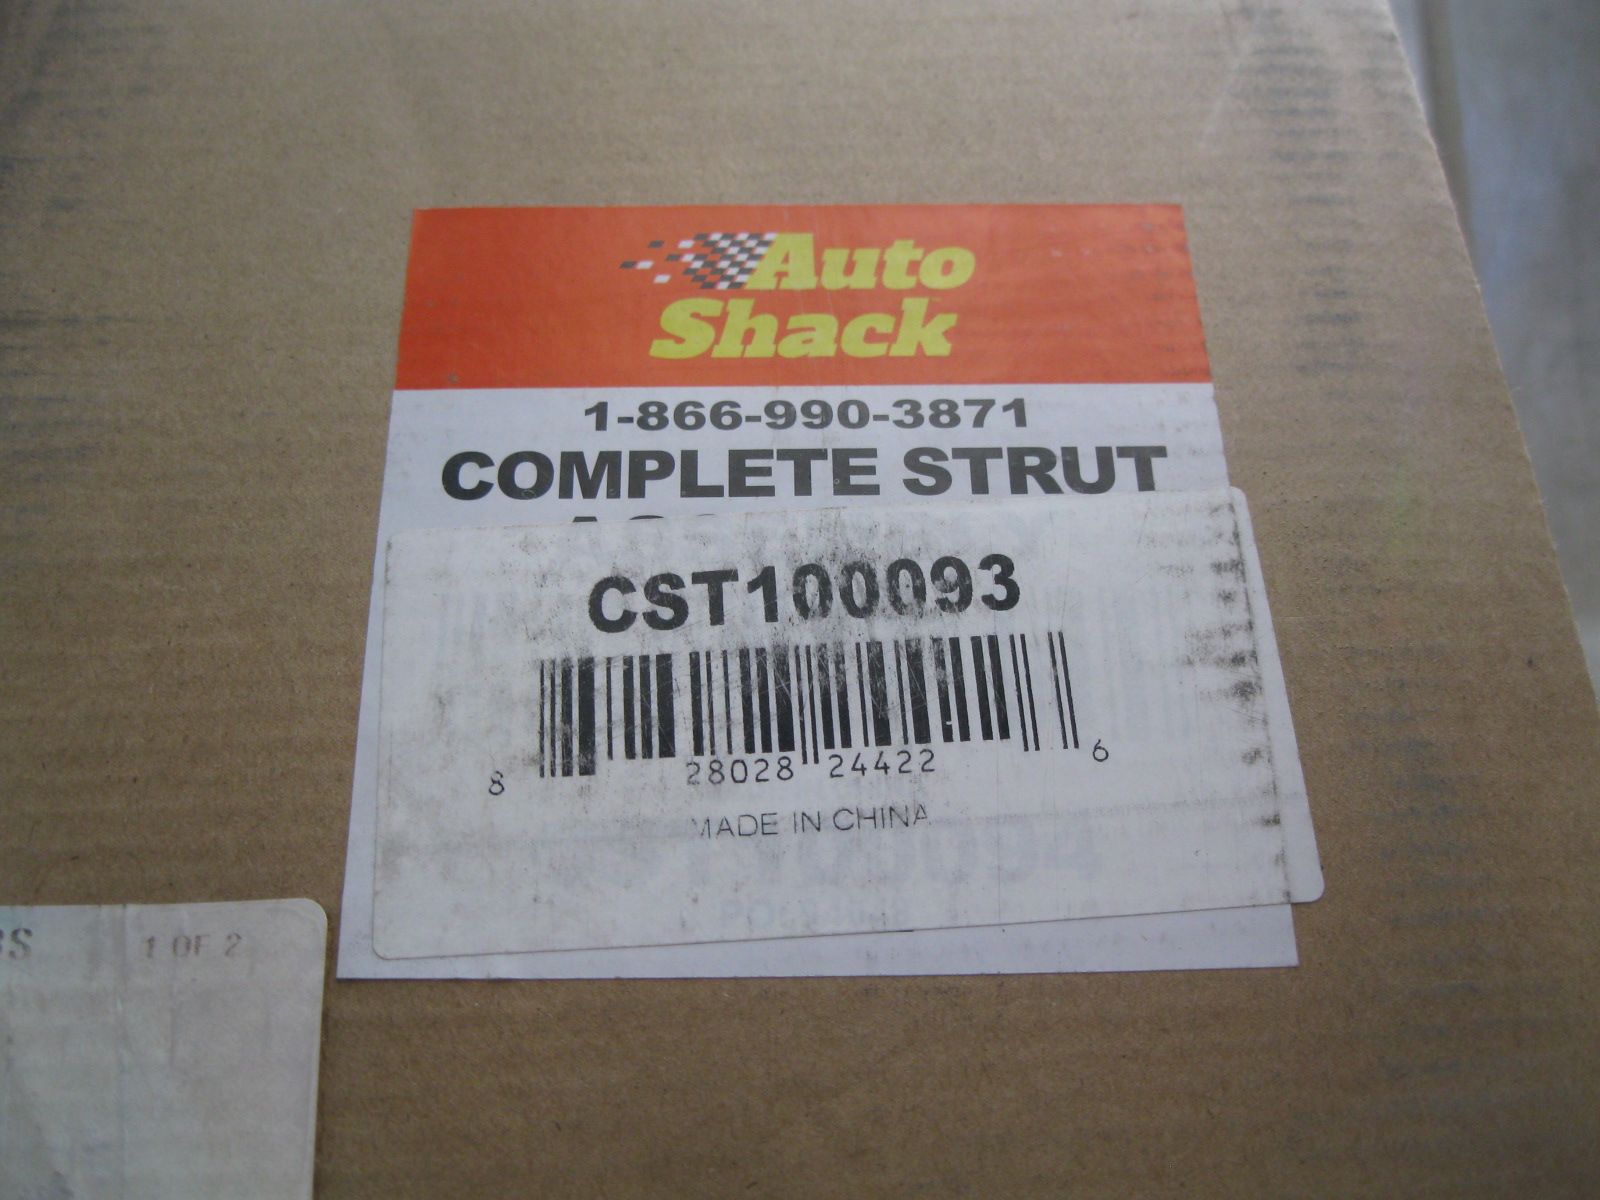 Auto
Shack
1-866-990-3871
COMPLETE STRUT
CST100093
8 28028 24422 6
MADE IN CHINA
1 OF 2